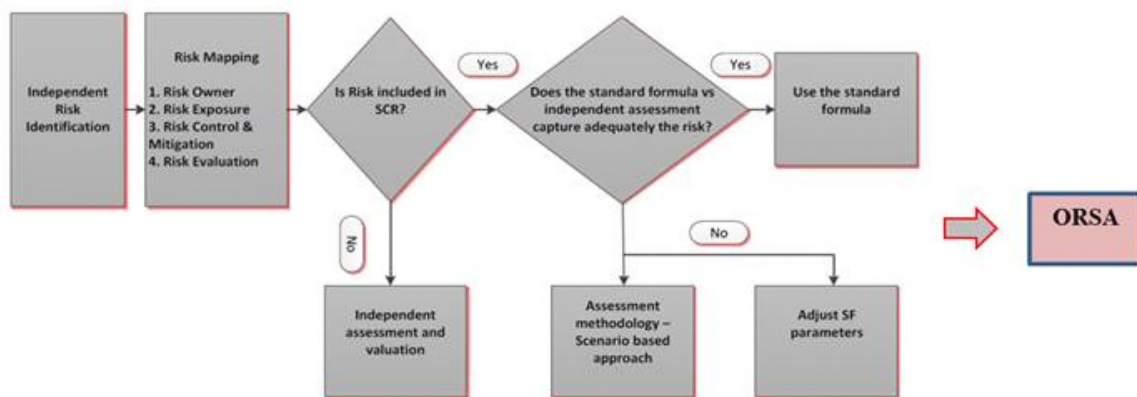 Independent
Risk
Identification
Risk Mapping
1. Risk Owner
2. Risk Exposure
3. Risk Control &
Mitigation
4. Risk Evaluation
Is Risk included in
SCR?
Yes
Does the standard formula vs
independent assessment
capture adequately the risk?
Yes
Use the standard
formula
No
No
Independent
assessment and
valuation
Assessment
methodology –
Scenario based
approach
Adjust SF
parameters
ORSA